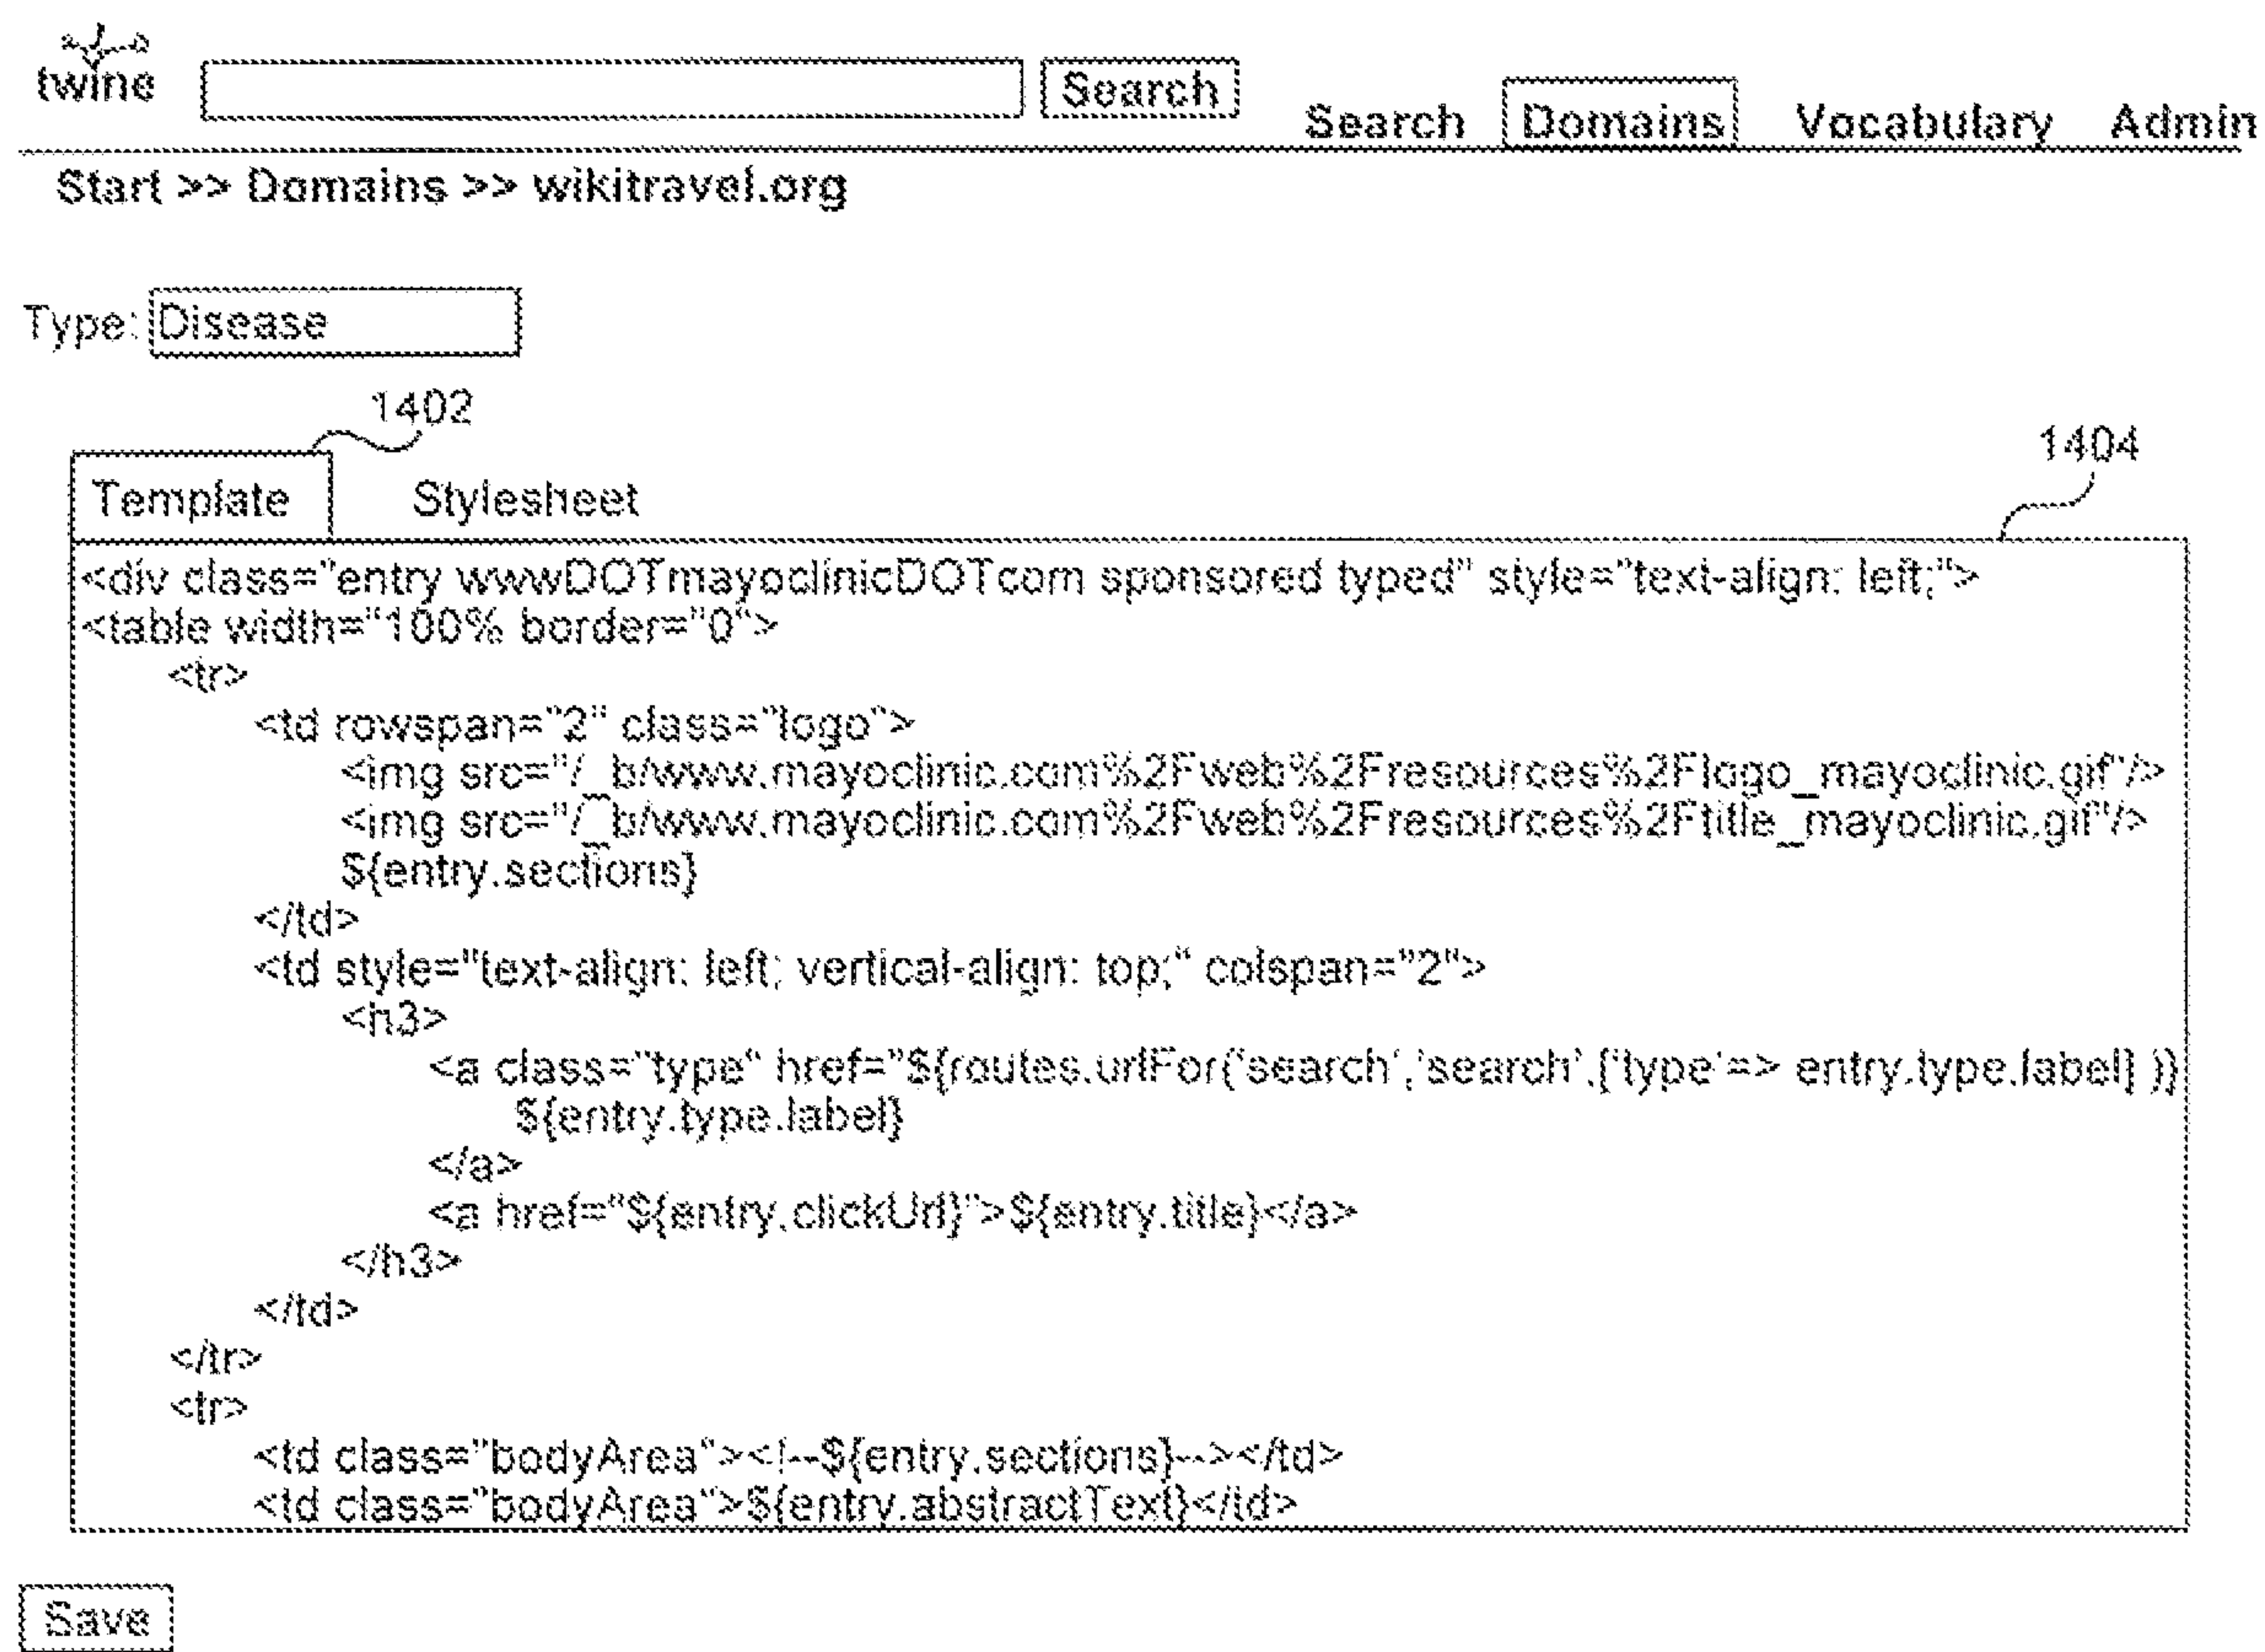 twine
Search
Search Domains Vocabulary Admin
Start >> Domains >> wikitravel.org
Type: Disease
1402
1404
Template Stylesheet
<div class="entry wwwDOTmayoclinicDOTcom sponsored typed" style="text-align: left;">
<table width="100% border="0">
<tr>
<td rowspan="2" class="logo">
<img src="/_b/www.mayoclinic.com%2Fweb%2Fresources%2Flogo_mayoclinic.gif"/>
<img src="/_b/www.mayoclinic.com%2Fweb%2Fresources%2Ftitle_mayoclinic.gif"/>
${entry.sections}
</td>
<td style="text-align: left; vertical-align: top;" colspan="2">
<h3>
<a class="type" href="${routes.urlFor('search','search',['type'=> entry.type.label] )}
${entry.type.label}
</a>
<a href="${entry.clickUrl}">${entry.title}</a>
</h3>
</td>
</tr>
<tr>
<td class="bodyArea"><!--${entry.sections}--></td>
<td class="bodyArea">${entry.abstractText}</td>
Save